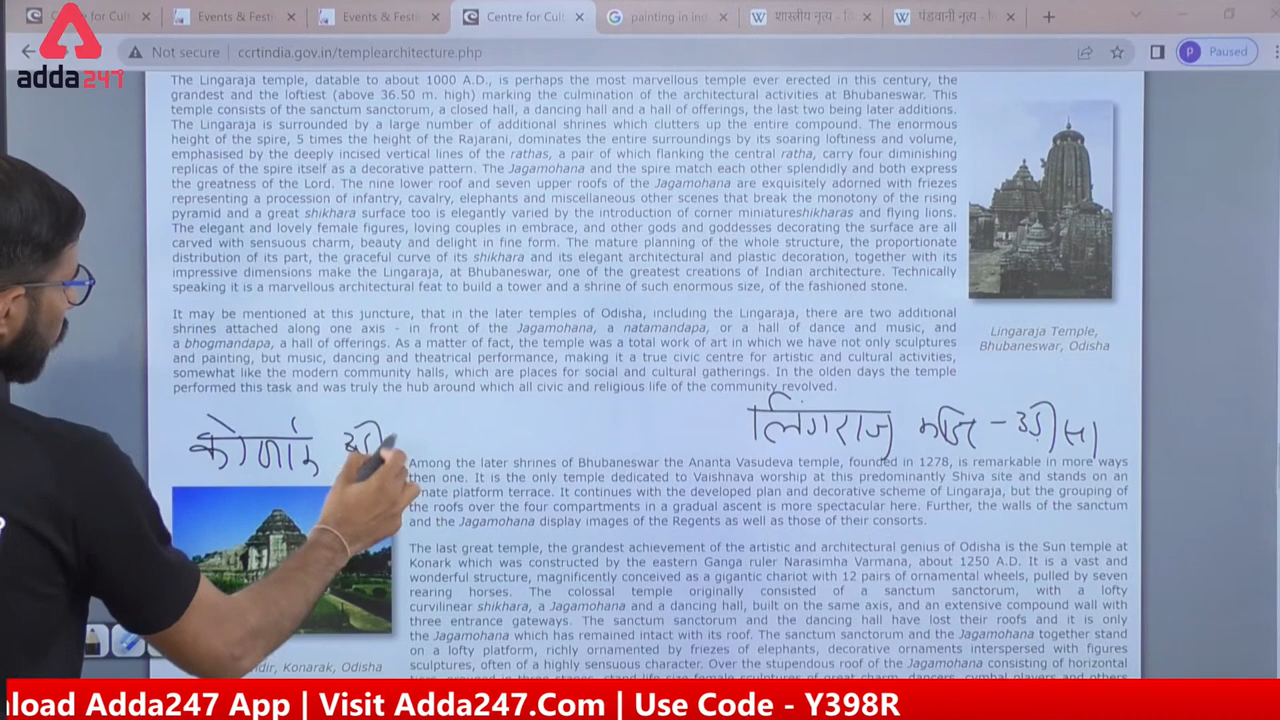 Centre for Cul
Events & Festi
Events & Festi
Centre for Cult
painting in ind
शास्त्रीय नृत्य -
पंडवानी नृत्य -
Not secure
ccrtindia.gov.in/templearchitecture.php
Paused
adda247
The Lingaraja temple, datable to about 1000 A.D., is perhaps the most marvellous temple ever erected in this century, the
grandest and the loftiest (above 36.50 m. high) marking the culmination of the architectural activities at Bhubaneswar. This
temple consists of the sanctum sanctorum, a closed hall, a dancing hall and a hall of offerings, the last two being later additions.
The Lingaraja is surrounded by a large number of additional shrines which clutters up the entire compound. The enormous
height of the spire, 5 times the height of the Rajarani, dominates the entire surroundings by its soaring loftiness and volume,
emphasised by the deeply incised vertical lines of the rathas, a pair of which flanking the central ratha, carry four diminishing
replicas of the spire itself as a decorative pattern. The Jagamohana and the spire match each other splendidly and both express
the greatness of the Lord. The nine lower roof and seven upper roofs of the Jagamohana are exquisitely adorned with friezes
representing a procession of infantry, cavalry, elephants and miscellaneous other scenes that break the monotony of the rising
pyramid and a great shikhara surface too is elegantly varied by the introduction of corner miniatureshikharas and flying lions.
The elegant and lovely female figures, loving couples in embrace, and other gods and goddesses decorating the surface are all
carved with sensuous charm, beauty and delight in fine form. The mature planning of the whole structure, the proportionate
distribution of its part, the graceful curve of its shikhara and its elegant architectural and plastic decoration, together with its
impressive dimensions make the Lingaraja, at Bhubaneswar, one of the greatest creations of Indian architecture. Technically
speaking it is a marvellous architectural feat to build a tower and a shrine of such enormous size, of the fashioned stone.
Lingaraja Temple,
Bhubaneswar, Odisha
It may be mentioned at this juncture, that in the later temples of Odisha, including the Lingaraja, there are two additional
shrines attached along one axis - in front of the Jagamohana, a natamandapa, or a hall of dance and music, and
a bhogmandapa, a hall of offerings. As a matter of fact, the temple was a total work of art in which we have not only sculptures
and painting, but music, dancing and theatrical performance, making it a true civic centre for artistic and cultural activities,
somewhat like the modern community halls, which are places for social and cultural gatherings. In the olden days the temple
performed this task and was truly the hub around which all civic and religious life of the community revolved.
लिंगराज - उड़ीसा
कोणार्क उड़ी
Among the later shrines of Bhubaneswar the Ananta Vasudeva temple, founded in 1278, is remarkable in more ways
then one. It is the only temple dedicated to Vaishnava worship at this predominantly Shiva site and stands on an
platform terrace. It continues with the developed plan and decorative scheme of Lingaraja, but the grouping of
the roofs over the four compartments in a gradual ascent is more spectacular here. Further, the walls of the sanctum
and the Jagamohana display images of the Regents as well as those of their consorts.
The last great temple, the grandest achievement of the artistic and architectural genius of Odisha is the Sun temple at
Konark which was constructed by the eastern Ganga ruler Narasimha Varmana, about 1250 A.D. It is a vast and
wonderful structure, magnificently conceived as a gigantic chariot with 12 pairs of ornamental wheels, pulled by seven
rearing horses. The colossal temple originally consisted of a sanctum sanctorum, with a lofty
curvilinear shikhara, a Jagamohana and a dancing hall, built on the same axis, and an extensive compound wall with
three entrance gateways. The sanctum sanctorum and the dancing hall have lost their roofs and it is only
the Jagamohana which has remained intact with its roof. The sanctum sanctorum and the Jagamohana together stand
on a lofty platform, richly ornamented by friezes of elephants, decorative ornaments interspersed with figures
sculptures, often of a highly sensuous character. Over the stupendous roof of the Jagamohana consisting of horizontal
dir, Konarak, Odisha
load Adda247 App | Visit Adda247.Com | Use Code - Y398R